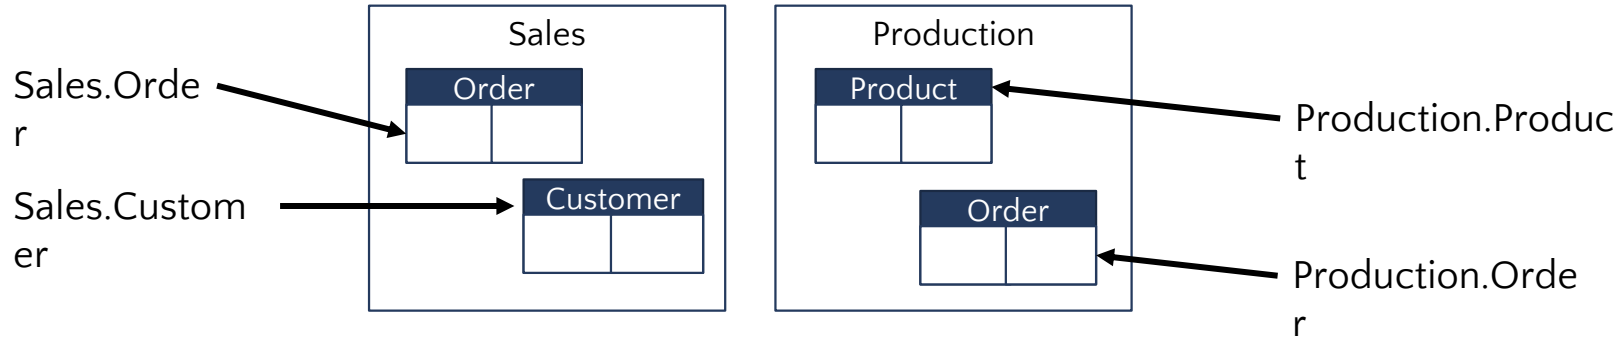 Sales
Production
Sales.Orde
r
Order
Product
Production.Produc
t
Sales.Custom
er
Customer
Order
Production.Orde
r